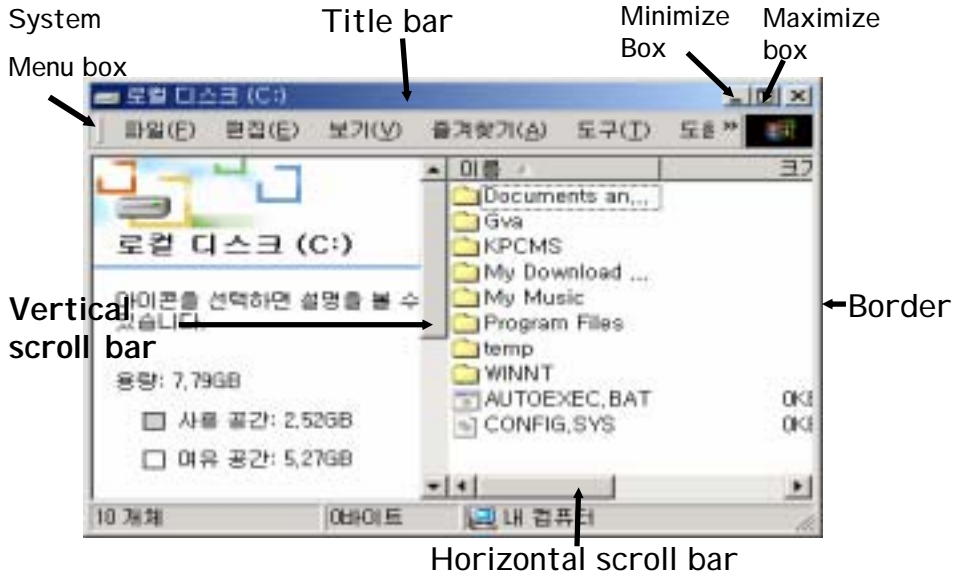 System
Menu box
Title bar
Minimize
Box
Maximize
box
로컬 디스크 (C:)
파일(F) 편집(E) 보기(V) 즐겨찾기(A) 도구(T) »
이름 크기
Documents an...
Gva
KPCMS
My Download ...
My Music
Program Files
temp
WINNT
AUTOEXEC.BAT 0KB
CONFIG.SYS 0KB
로컬 디스크 (C:)
아이콘을 선택하면 설명을 볼 수
있습니다.
용량: 7,79GB
사용 공간: 2,52GB
여유 공간: 5,27GB
10 개체 0바이트 내 컴퓨터
Vertical
scroll bar
Border
Horizontal scroll bar